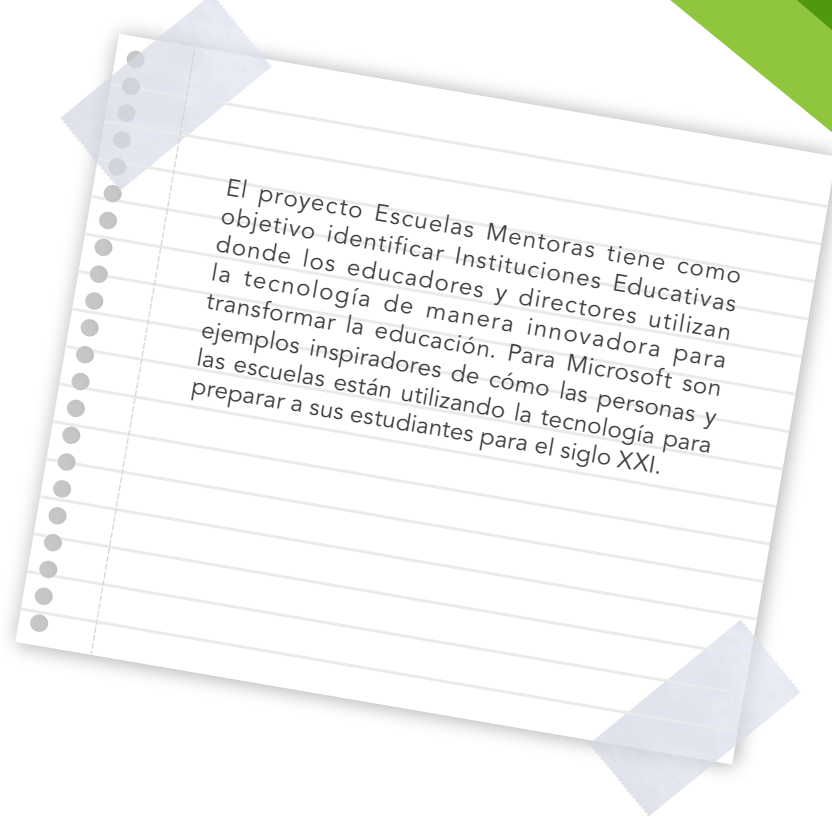 El proyecto Escuelas Mentoras tiene como
objetivo identificar Instituciones Educativas
donde los educadores y directores utilizan
la tecnología de manera innovadora para
transformar la educación. Para Microsoft son
ejemplos inspiradores de cómo las personas y
las escuelas están utilizando la tecnología para
preparar a sus estudiantes para el siglo XXI.